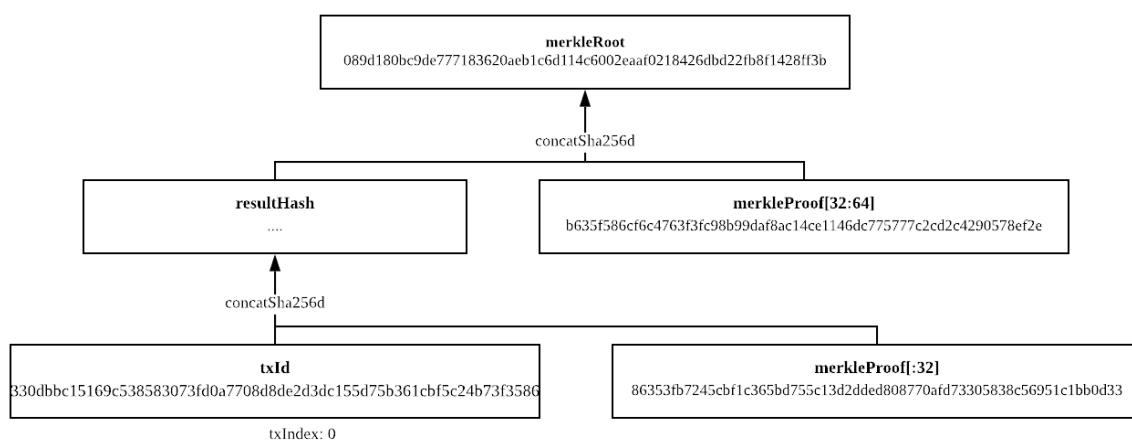 merkleRoot
089d180bc9de777183620aeb1c6d114c6002eaaf0218426dbd22fb8f1428ff3b
concatSha256d
resultHash
....
merkleProof[32:64]
b635f586cf6c4763f3fc98b99daf8ac14ce1146dc775777c2cd2c4290578ef2e
concatSha256d
txId
330dbbc15169c538583073fd0a7708d8de2d3dc155d75b361cbf5c24b73f3586
txIndex: 0
merkleProof[:32]
86353fb7245cbf1c365bd755c13d2dded808770afd73305838c56951c1bb0d33